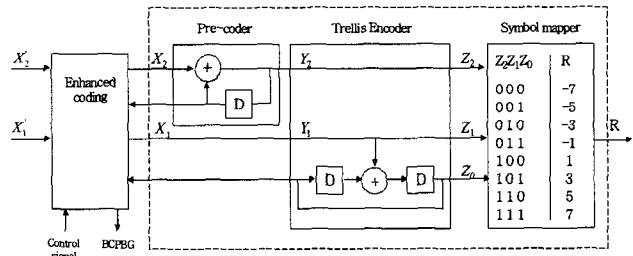 Pre-coder
Trellis Encoder
Symbol mapper
X'2
X2
Y2
Z2
Z2Z1Z0 R
Enhanced coding
+
D
000 -7
001 -5
010 -3
011 -1
100 1
101 3
110 5
111 7
X'1
X1
Y1
Z1
R
D
+
D
Z0
Control signal
BCPBG